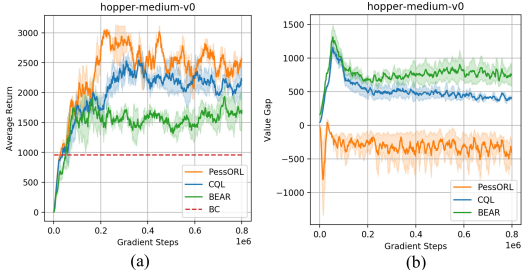 hopper-medium-v0
3000
2500
2000
1500
1000
500
0
Average Return
0.0 0.2 0.4 0.6 0.8
1e6
Gradient Steps
PessORL
CQL
BEAR
BC
(a)
hopper-medium-v0
1500
1000
500
0
−500
−1000
Value Gap
0.0 0.2 0.4 0.6 0.8
1e6
Gradient Steps
PessORL
CQL
BEAR
(b)